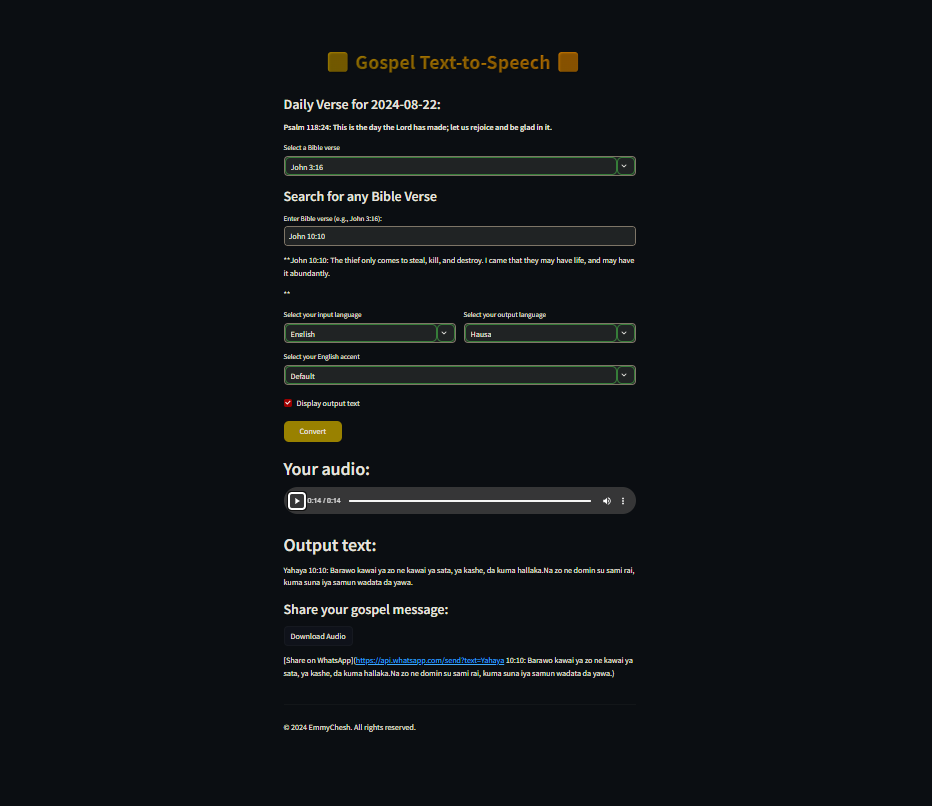 Gospel Text-to-Speech
Daily Verse for 2024-08-22:
Psalm 118:24: This is the day the Lord has made; let us rejoice and be glad in it.
Select a Bible verse
John 3:16
Search for any Bible Verse
Enter Bible verse (e.g., John 3:16):
John 10:10
**John 10:10: The thief only comes to steal, kill, and destroy. I came that they may have life, and may have
it abundantly.
**
Select your input language
Select your output language
English
Hausa
Select your English accent
Default
Display output text
Convert
Your audio:
0:14 / 0:14
Output text:
Yahaya 10:10: Barawo kawai ya zo ne kawai ya sata, ya kashe, da kuma hallaka.Na zo ne domin su sami rai,
kuma suna iya samun wadata da yawa.
Share your gospel message:
Download Audio
[Share on WhatsApp](https://api.whatsapp.com/send?text=Yahaya 10:10: Barawo kawai ya zo ne kawai ya
sata, ya kashe, da kuma hallaka.Na zo ne domin su sami rai, kuma suna iya samun wadata da yawa.)
© 2024 EmmyChesh. All rights reserved.